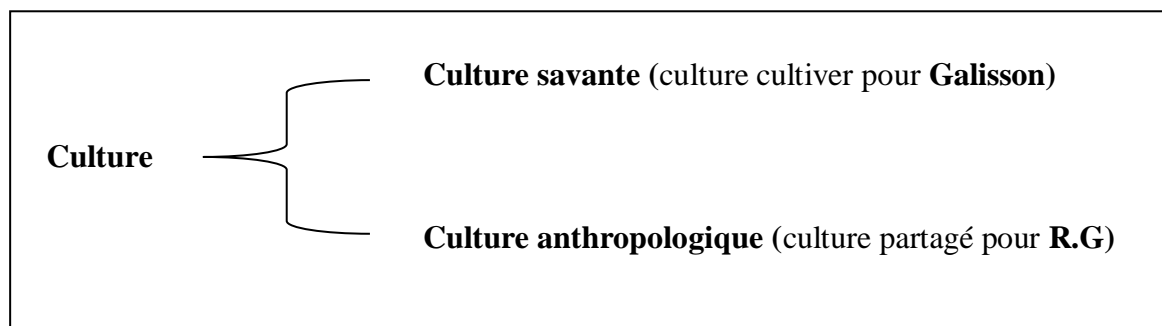 Culture savante (culture cultiver pour Galisson)
Culture
Culture anthropologique (culture partagé pour R.G)